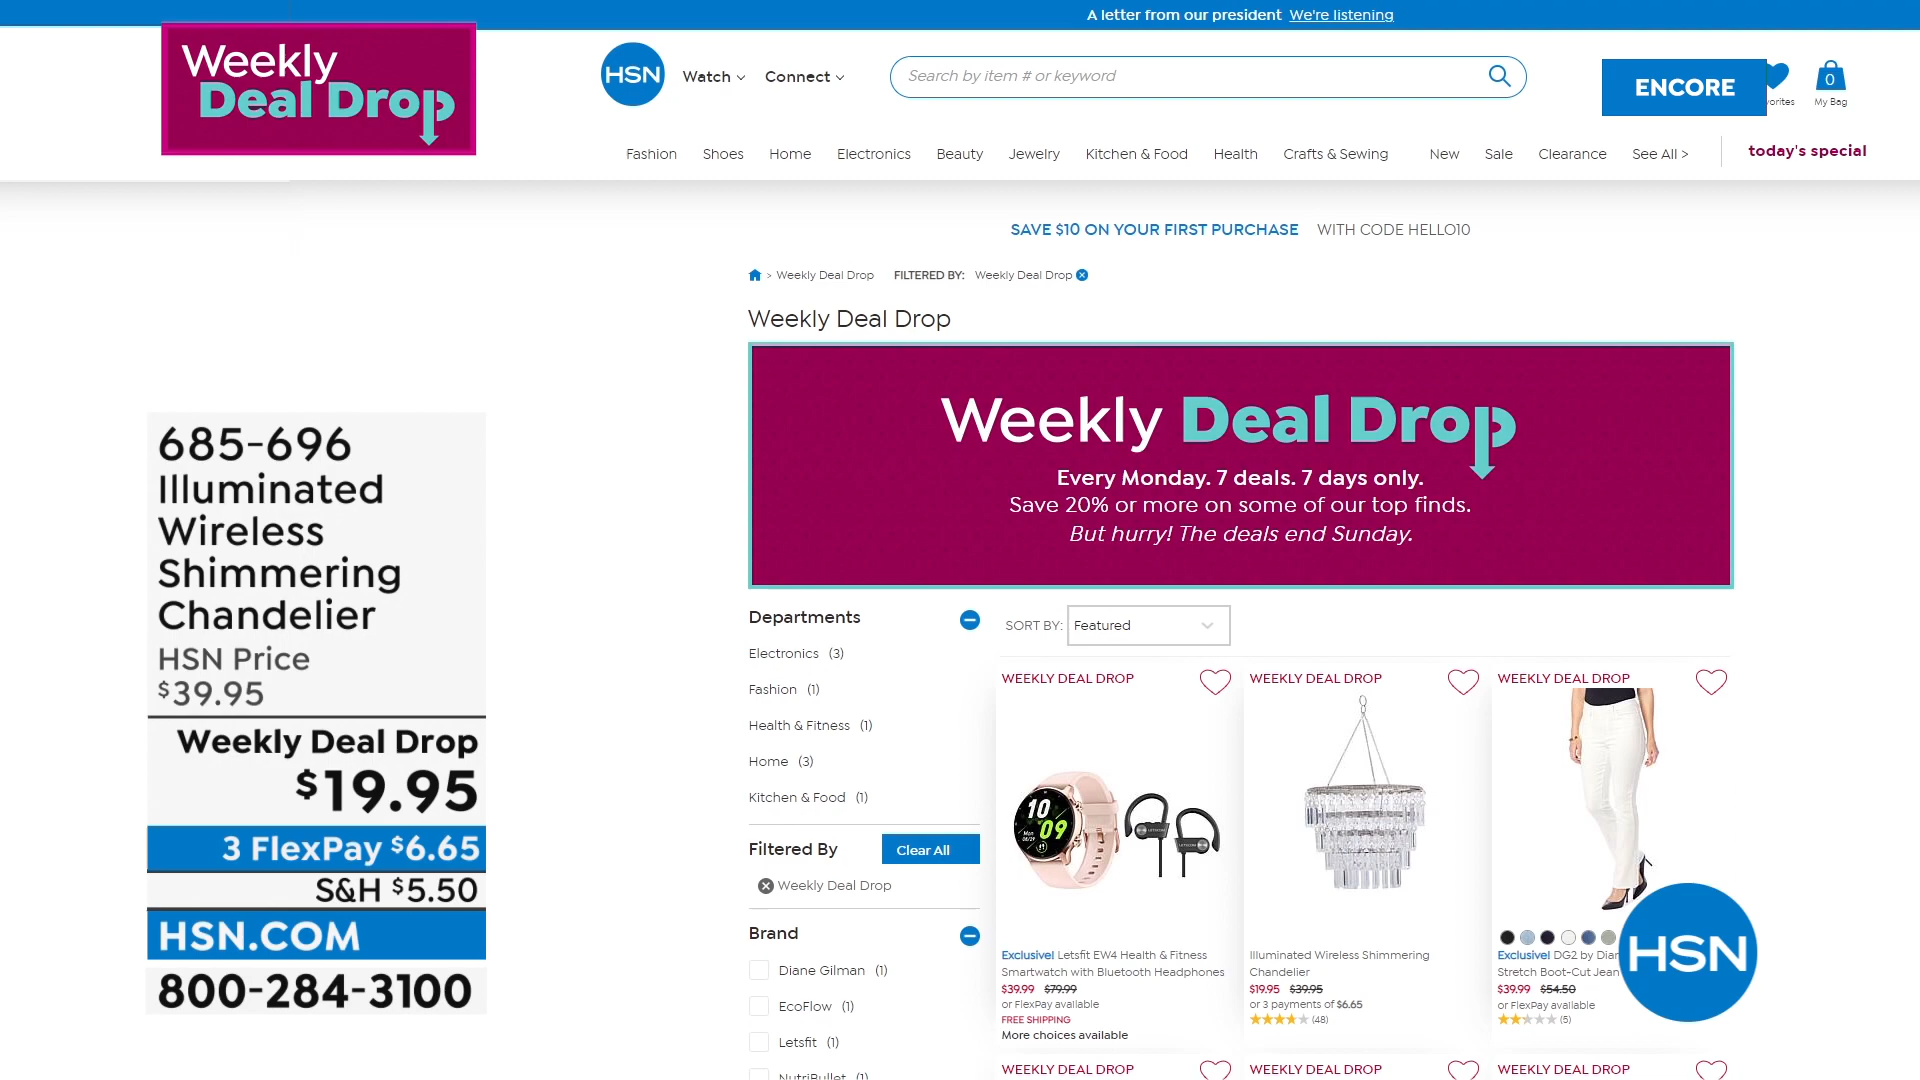 A letter from our president We're listening
Weekly
Deal Drop
HSN
Watch
Connect
Search by item # or keyword
ENCORE
vorites
0
My Bag
Fashion
Shoes
Home
Electronics
Beauty
Jewelry
Kitchen & Food
Health
Crafts & Sewing
New
Sale
Clearance
See All >
today's special
SAVE $10 ON YOUR FIRST PURCHASE WITH CODE HELLO10
> Weekly Deal Drop FILTERED BY: Weekly Deal Drop
Weekly Deal Drop
Weekly Deal Drop
Every Monday. 7 deals. 7 days only.
Save 20% or more on some of our top finds.
But hurry! The deals end Sunday.
685-696
Illuminated
Wireless
Shimmering
Chandelier
HSN Price
$39.95
Weekly Deal Drop
$19.95
3 FlexPay $6.65
S&H $5.50
HSN.COM
800-284-3100
Departments
Electronics (3)
Fashion (1)
Health & Fitness (1)
Home (3)
Kitchen & Food (1)
Filtered By
Clear All
Weekly Deal Drop
Brand
Diane Gilman (1)
EcoFlow (1)
Letsfit (1)
NutriBullet (1)
SORT BY: Featured
WEEKLY DEAL DROP
10
09
Exclusive! Letsfit EW4 Health & Fitness
Smartwatch with Bluetooth Headphones
$39.99 $79.99
or FlexPay available
FREE SHIPPING
More choices available
WEEKLY DEAL DROP
Illuminated Wireless Shimmering
Chandelier
$19.95 $39.95
or 3 payments of $6.65
(48)
WEEKLY DEAL DROP
Exclusive! DG2 by Dian
Stretch Boot-Cut Jean
$39.99 $54.50
or FlexPay available
(5)
HSN
WEEKLY DEAL DROP
WEEKLY DEAL DROP
WEEKLY DEAL DROP